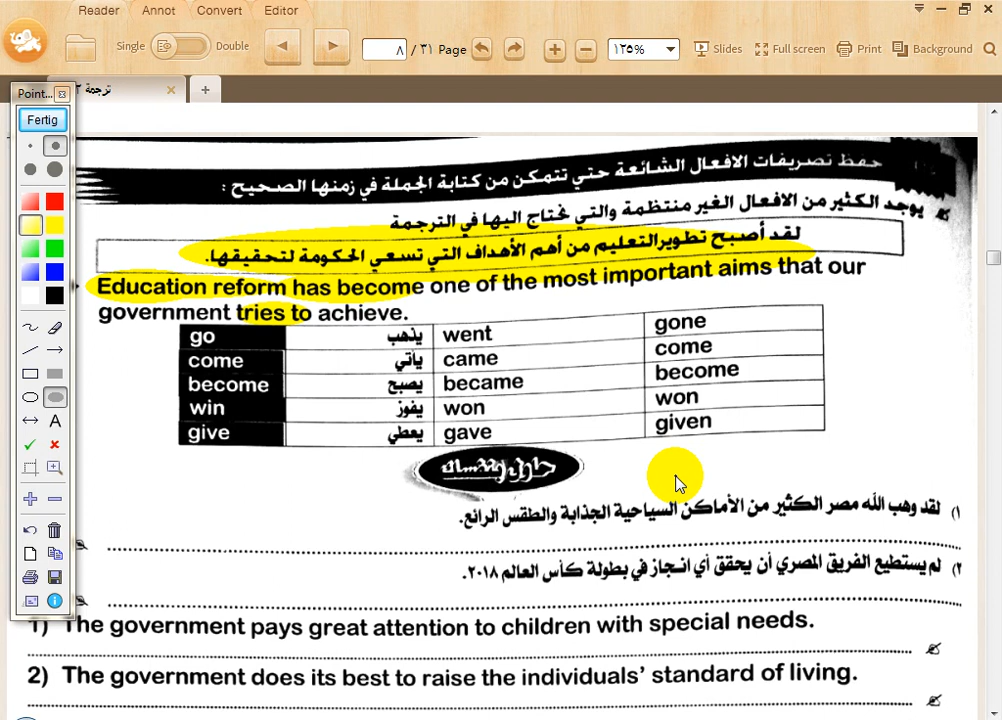 Reader Annot Convert Editor
Single Double ٨ / ٣١ Page ١٢٥% Slides Full screen Print Background
Point... ترجمة ٢
Fertig
حفظ تصريفات الافعال الشائعة حتي تتمكن من كتابة الجملة في زمنها الصحيح :
يوجد الكثير من الافعال الغير منتظمة والتي نحتاج اليها في الترجمة
لقد أصبح تطوير التعليم من أهم الأهداف التي تسعي الحكومة لتحقيقها.
Education reform has become one of the most important aims that our
government tries to achieve.
go يذهب went gone
come يأتي came come
become يصبح became become
win يفوز won won
give يعطي gave given
حاول بنفسك
١) لقد وهب الله مصر الكثير من الأماكن السياحية الجذابة والطقس الرائع.
٢) لم يستطيع الفريق المصري أن يحقق أي انجاز في بطولة كأس العالم ٢٠١٨.
1) The government pays great attention to children with special needs.
2) The government does its best to raise the individuals’ standard of living.